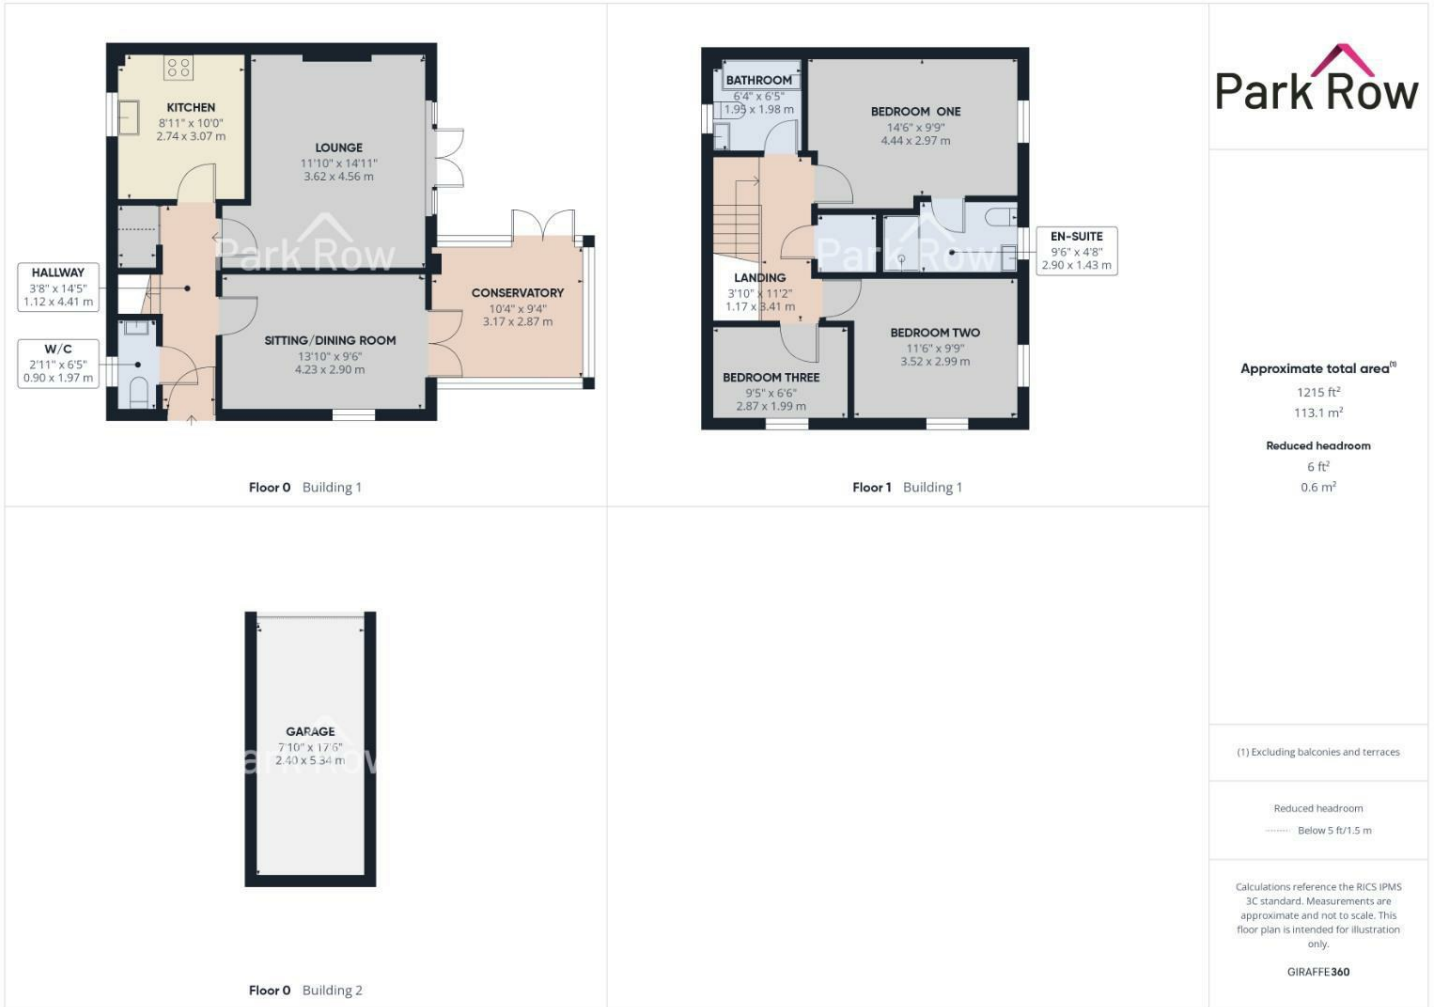 KITCHEN
8'11" x 10'0"
2.74 x 3.07 m
LOUNGE
11'10" x 14'11"
3.62 x 4.56 m
Park Row
HALLWAY
3'8" x 14'5"
1.12 x 4.41 m
CONSERVATORY
10'4" x 9'4"
3.17 x 2.87 m
SITTING/DINING ROOM
13'10" x 9'6"
4.23 x 2.90 m
W/C
2'11" x 6'5"
0.90 x 1.97 m
Floor 0 Building 1
BATHROOM
6'4" x 6'5"
1.95 x 1.98 m
BEDROOM ONE
14'6" x 9'9"
4.44 x 2.97 m
Park Row
EN-SUITE
9'6" x 4'8"
2.90 x 1.43 m
LANDING
3'10" x 11'2"
1.17 x 3.41 m
BEDROOM TWO
11'6" x 9'9"
3.52 x 2.99 m
BEDROOM THREE
9'5" x 6'6"
2.87 x 1.99 m
Floor 1 Building 1
GARAGE
7'10" x 17'6"
2.40 x 5.34 m
Park Row
Floor 0 Building 2
Park Row
Approximate total area(1)
1215 ft²
113.1 m²
Reduced headroom
6 ft²
0.6 m²
(1) Excluding balconies and terraces
Reduced headroom
Below 5 ft/1.5 m
Calculations reference the RICS IPMS
3C standard. Measurements are
approximate and not to scale. This
floor plan is intended for illustration
only.
GIRAFFE360